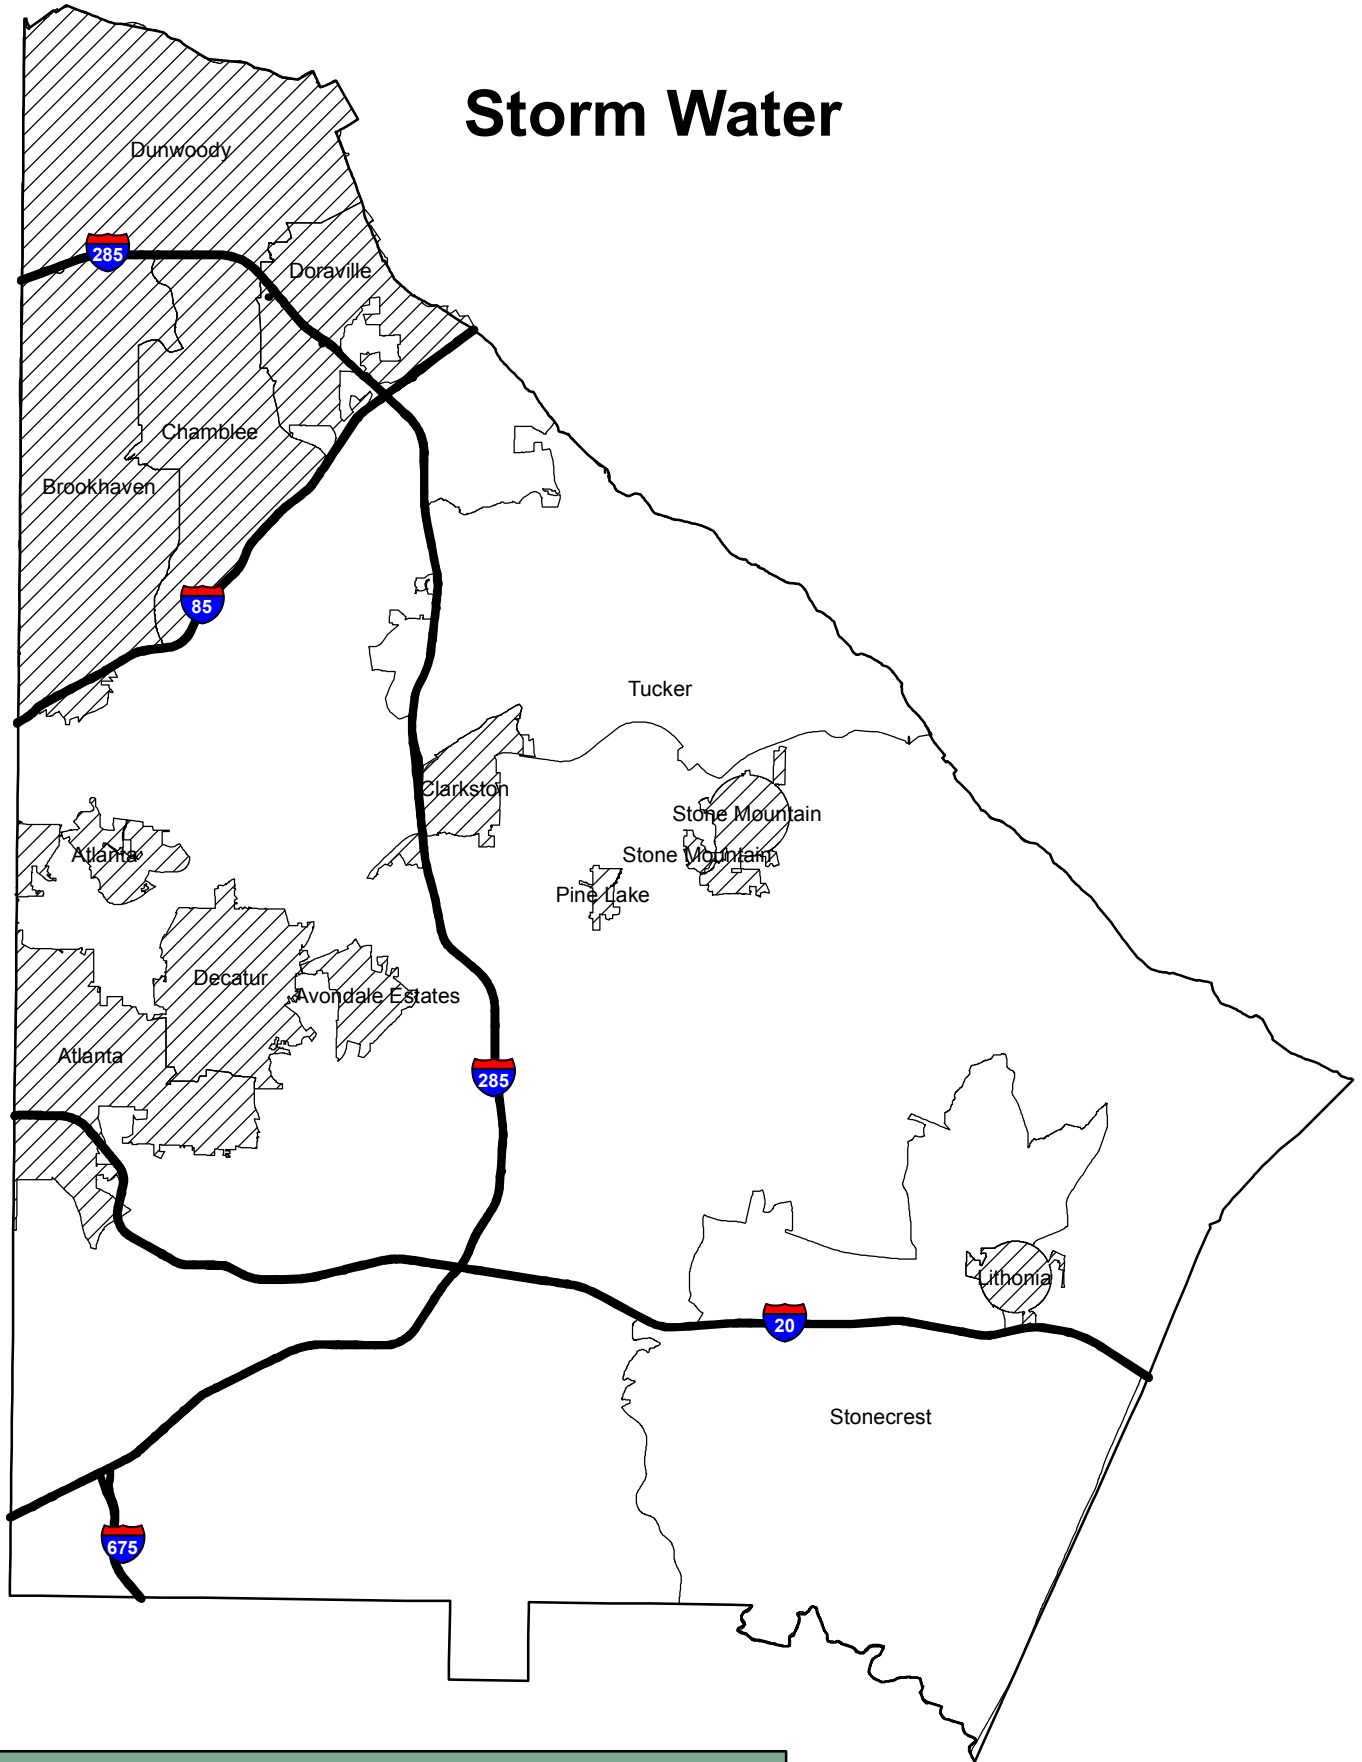 Storm Water
Dunwoody
285
Doraville
Chamblee
Brookhaven
85
Tucker
Clarkston
Stone Mountain
Atlanta
Stone Mountain
Pine Lake
Decatur
Avondale Estates
Atlanta
285
Lithonia
20
Stonecrest
675